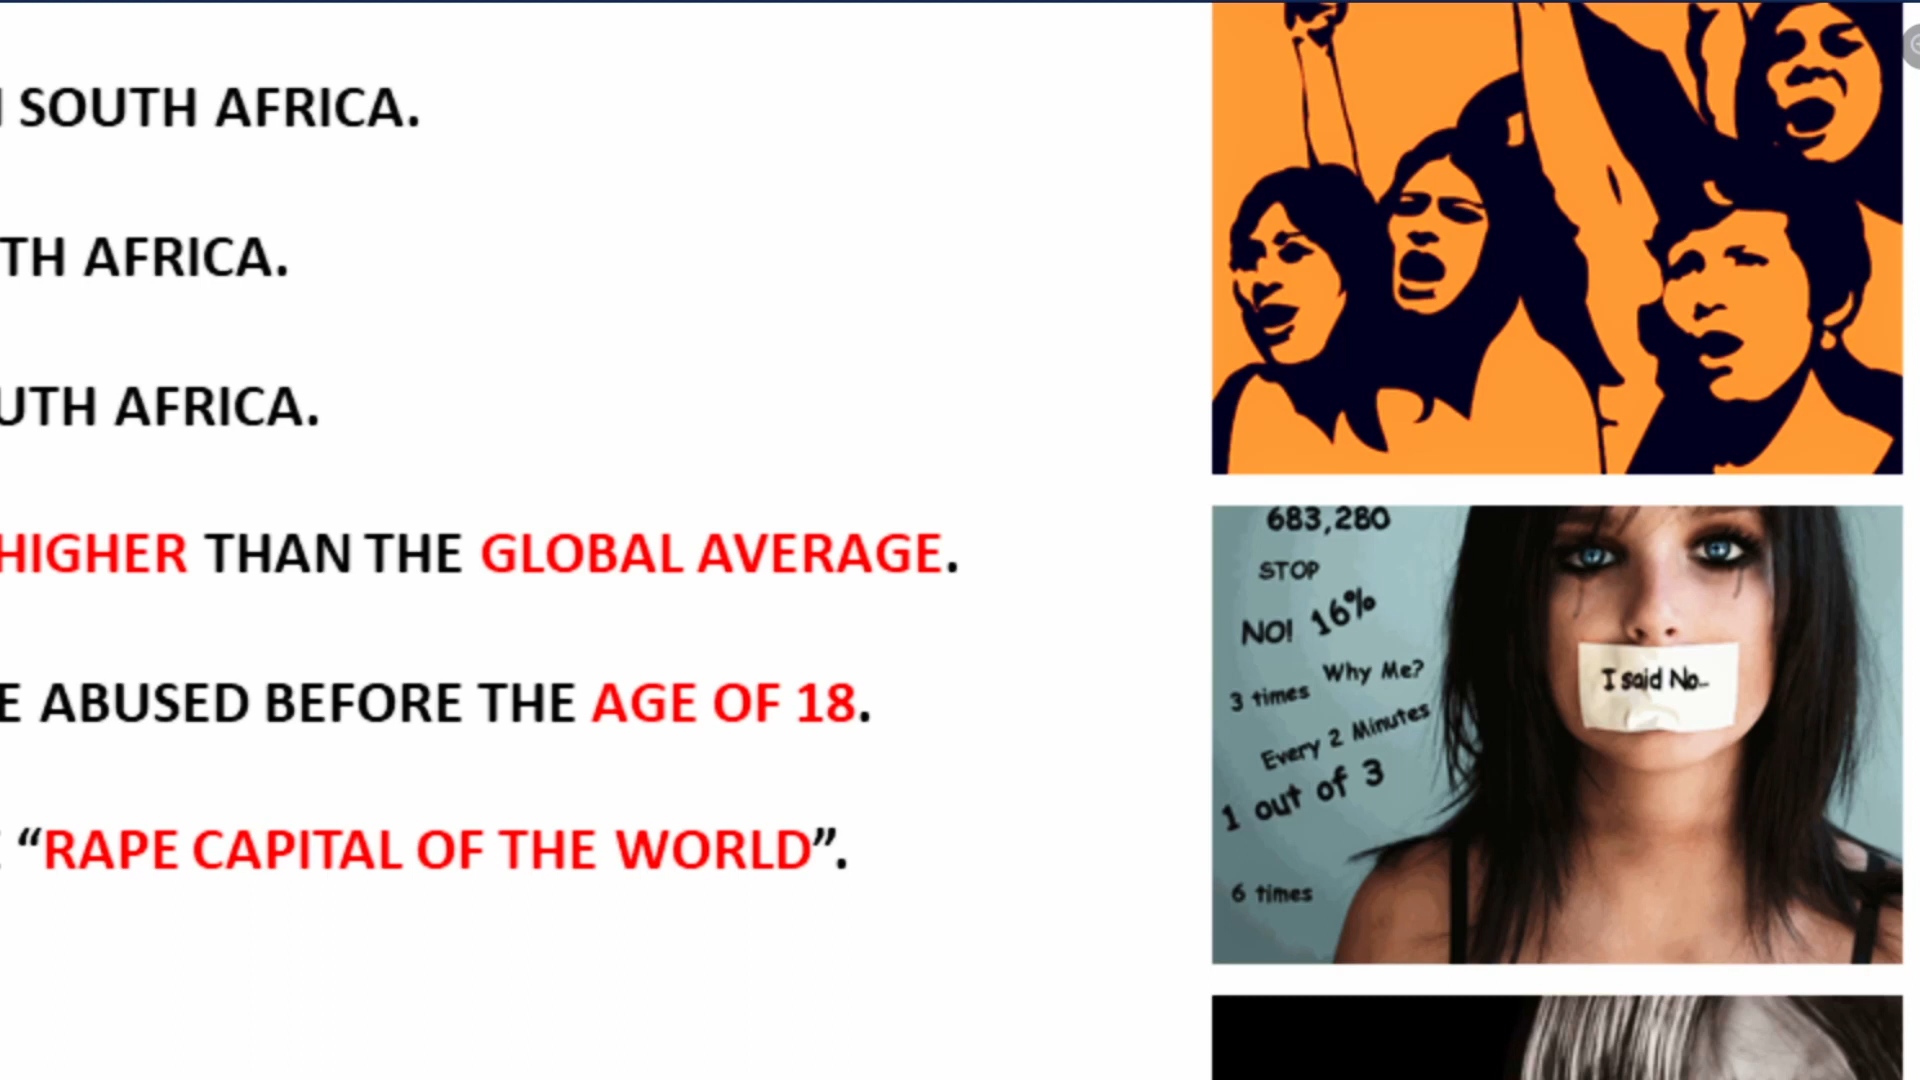 SOUTH AFRICA.
TH AFRICA.
UTH AFRICA.
HIGHER THAN THE GLOBAL AVERAGE.
E ABUSED BEFORE THE AGE OF 18.
“RAPE CAPITAL OF THE WORLD”.
683,280
STOP
NO! 16%
Why Me?
3 times
Every 2 Minutes
1 out of 3
6 times
I said No..